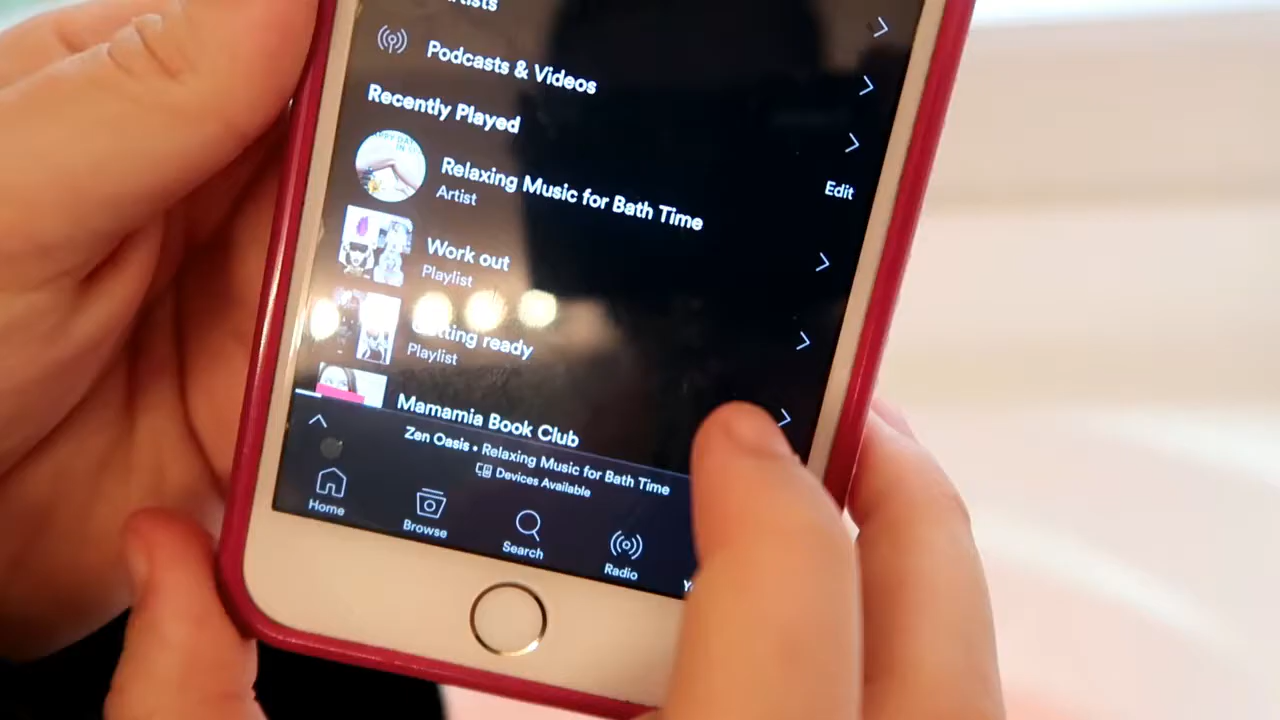 Podcasts & Videos
Recently Played
Edit
Relaxing Music for Bath Time
Artist
Work out
Playlist
ready
Playlist
Mamamia Book Club
Zen Oasis • Relaxing Music for Bath Time
Devices Available
Home
Browse
Search
Radio